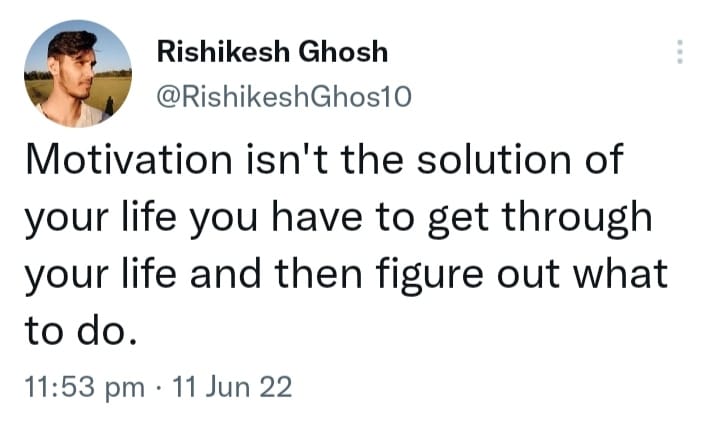 Rishikesh Ghosh
@RishikeshGhos10
Motivation isn't the solution of
your life you have to get through
your life and then figure out what
to do.
11:53 pm · 11 Jun 22